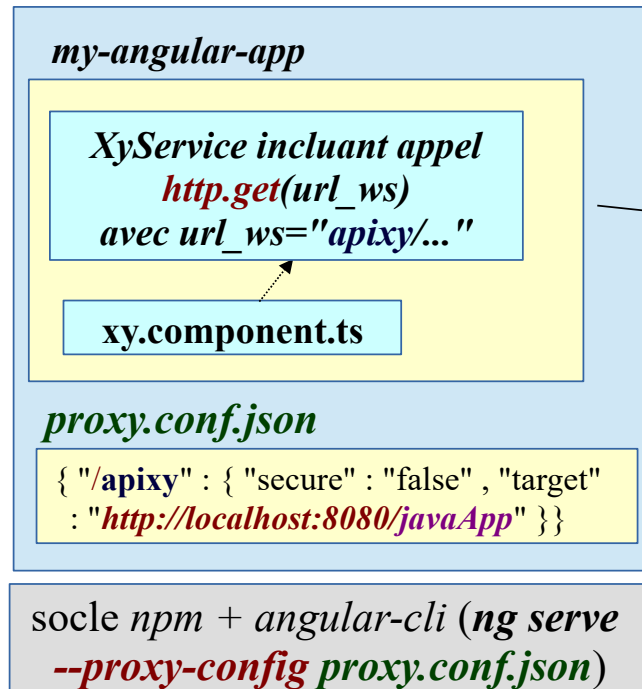 my-angular-app
XyService incluant appel
http.get(url_ws)
avec url_ws="apixy/..."
xy.component.ts
proxy.conf.json
{ "/apixy" : { "secure" : "false" , "target"
: "http://localhost:8080/javaApp" }}
socle npm + angular-cli (ng serve
--proxy-config proxy.conf.json)